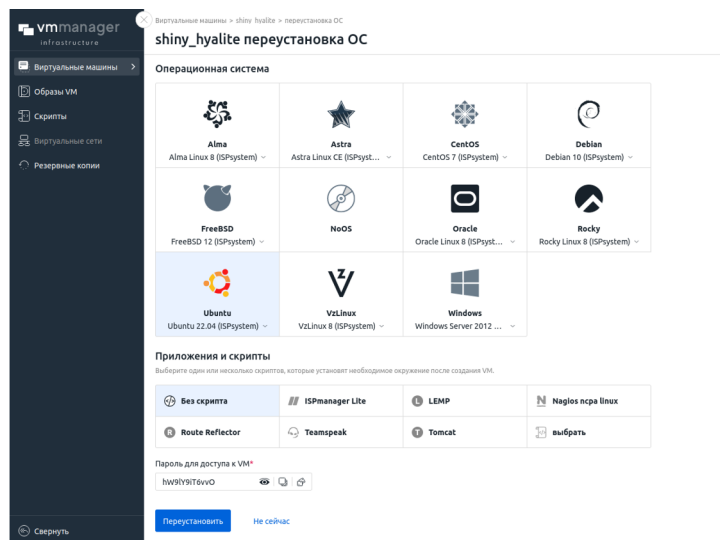 vmmanager
infrastructure
Виртуальные машины
Образы VM
Скрипты
Виртуальные сети
Резервные копии
Свернуть
Виртуальные машины > shiny_hyalite > переустановка ОС
shiny_hyalite переустановка ОС
Операционная система
Alma
Alma Linux 8 (ISPsystem)
Astra
Astra Linux CE (ISPsyst...
CentOS
CentOS 7 (ISPsystem)
Debian
Debian 10 (ISPsystem)
FreeBSD
FreeBSD 12 (ISPsystem)
NoOS
Oracle
Oracle Linux 8 (ISPsyst...
Rocky
Rocky Linux 8 (ISPsystem)
Ubuntu
Ubuntu 22.04 (ISPsystem)
VzLinux
VzLinux 8 (ISPsystem)
Windows
Windows Server 2012 ...
Приложения и скрипты
Выберите один или несколько скриптов, которые установят необходимое окружение после создания VM.
Без скрипта
ISPmanager Lite
L LEMP
N Nagios ncpa linux
R Route Reflector
Teamspeak
T Tomcat
выбрать
Пароль для доступа к VM*
hW9lY9iT6vvO
Переустановить
Не сейчас